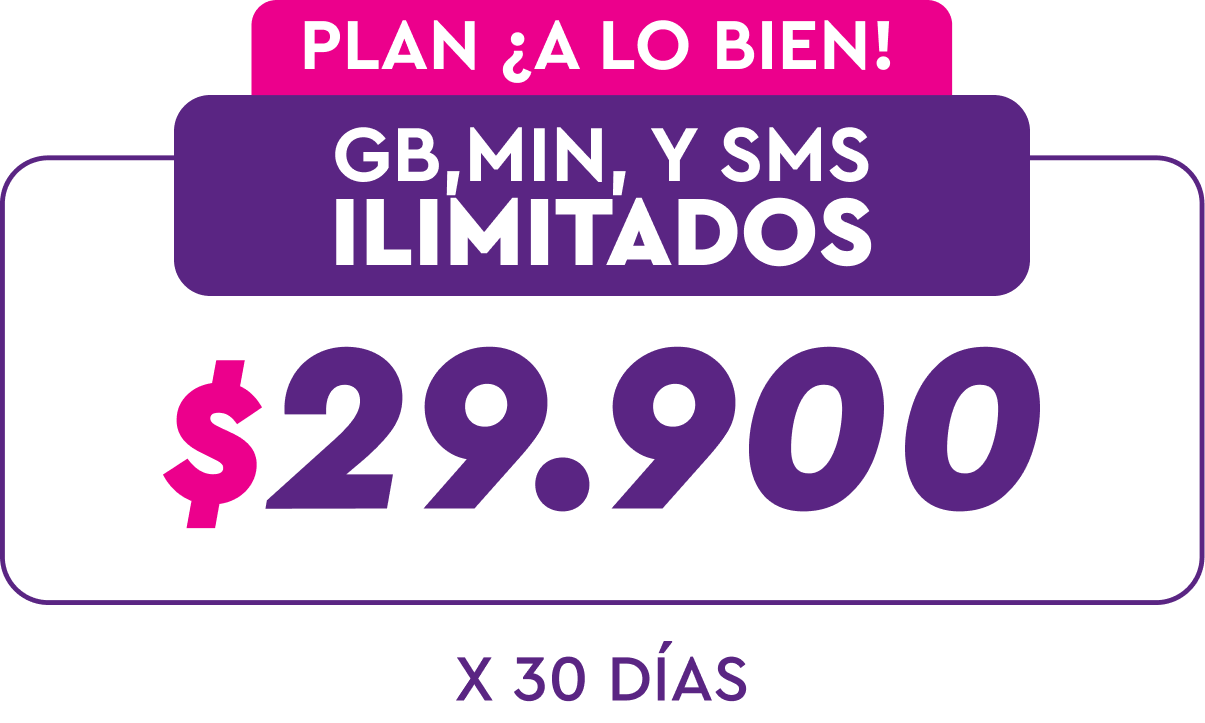 PLAN ¿A LO BIEN!
GB,MIN, Y SMS
ILIMITADOS
$29.900
X 30 DÍAS